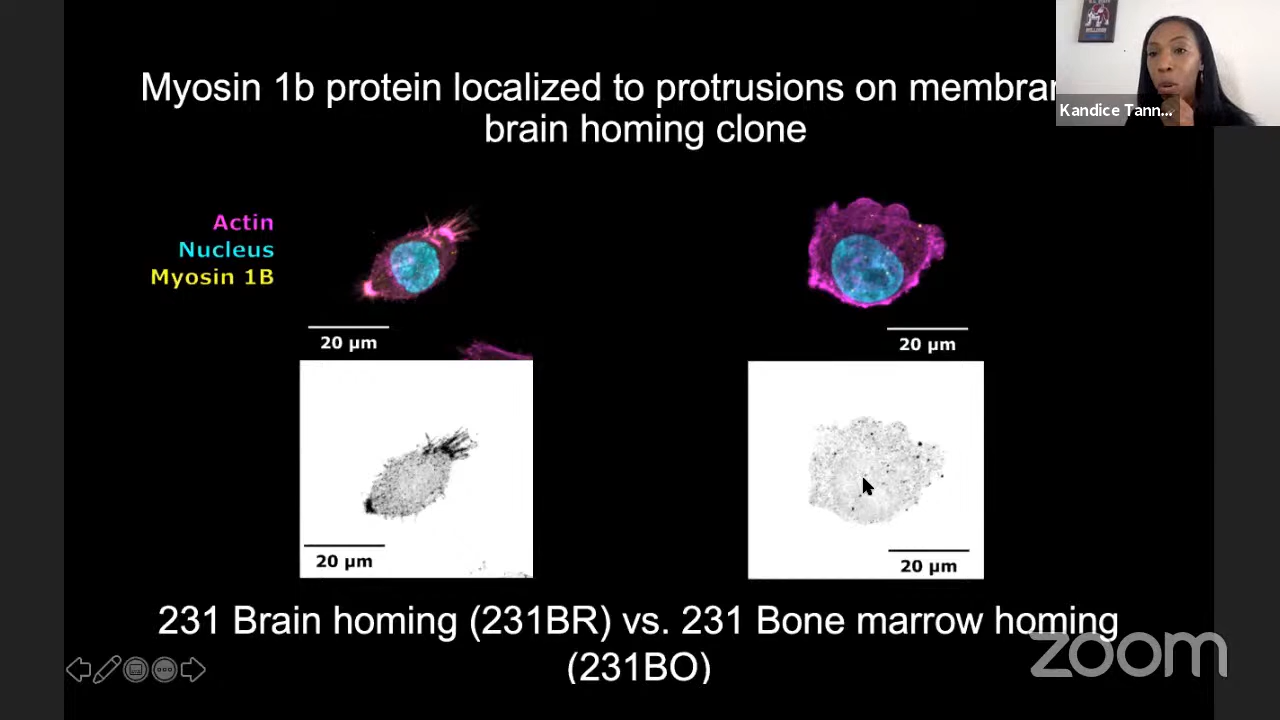 Myosin 1b protein localized to protrusions on membran
brain homing clone
Kandice Tann...
Actin
Nucleus
Myosin 1B
20 µm
20 µm
20 µm
20 µm
231 Brain homing (231BR) vs. 231 Bone marrow homing
(231BO)
zoom